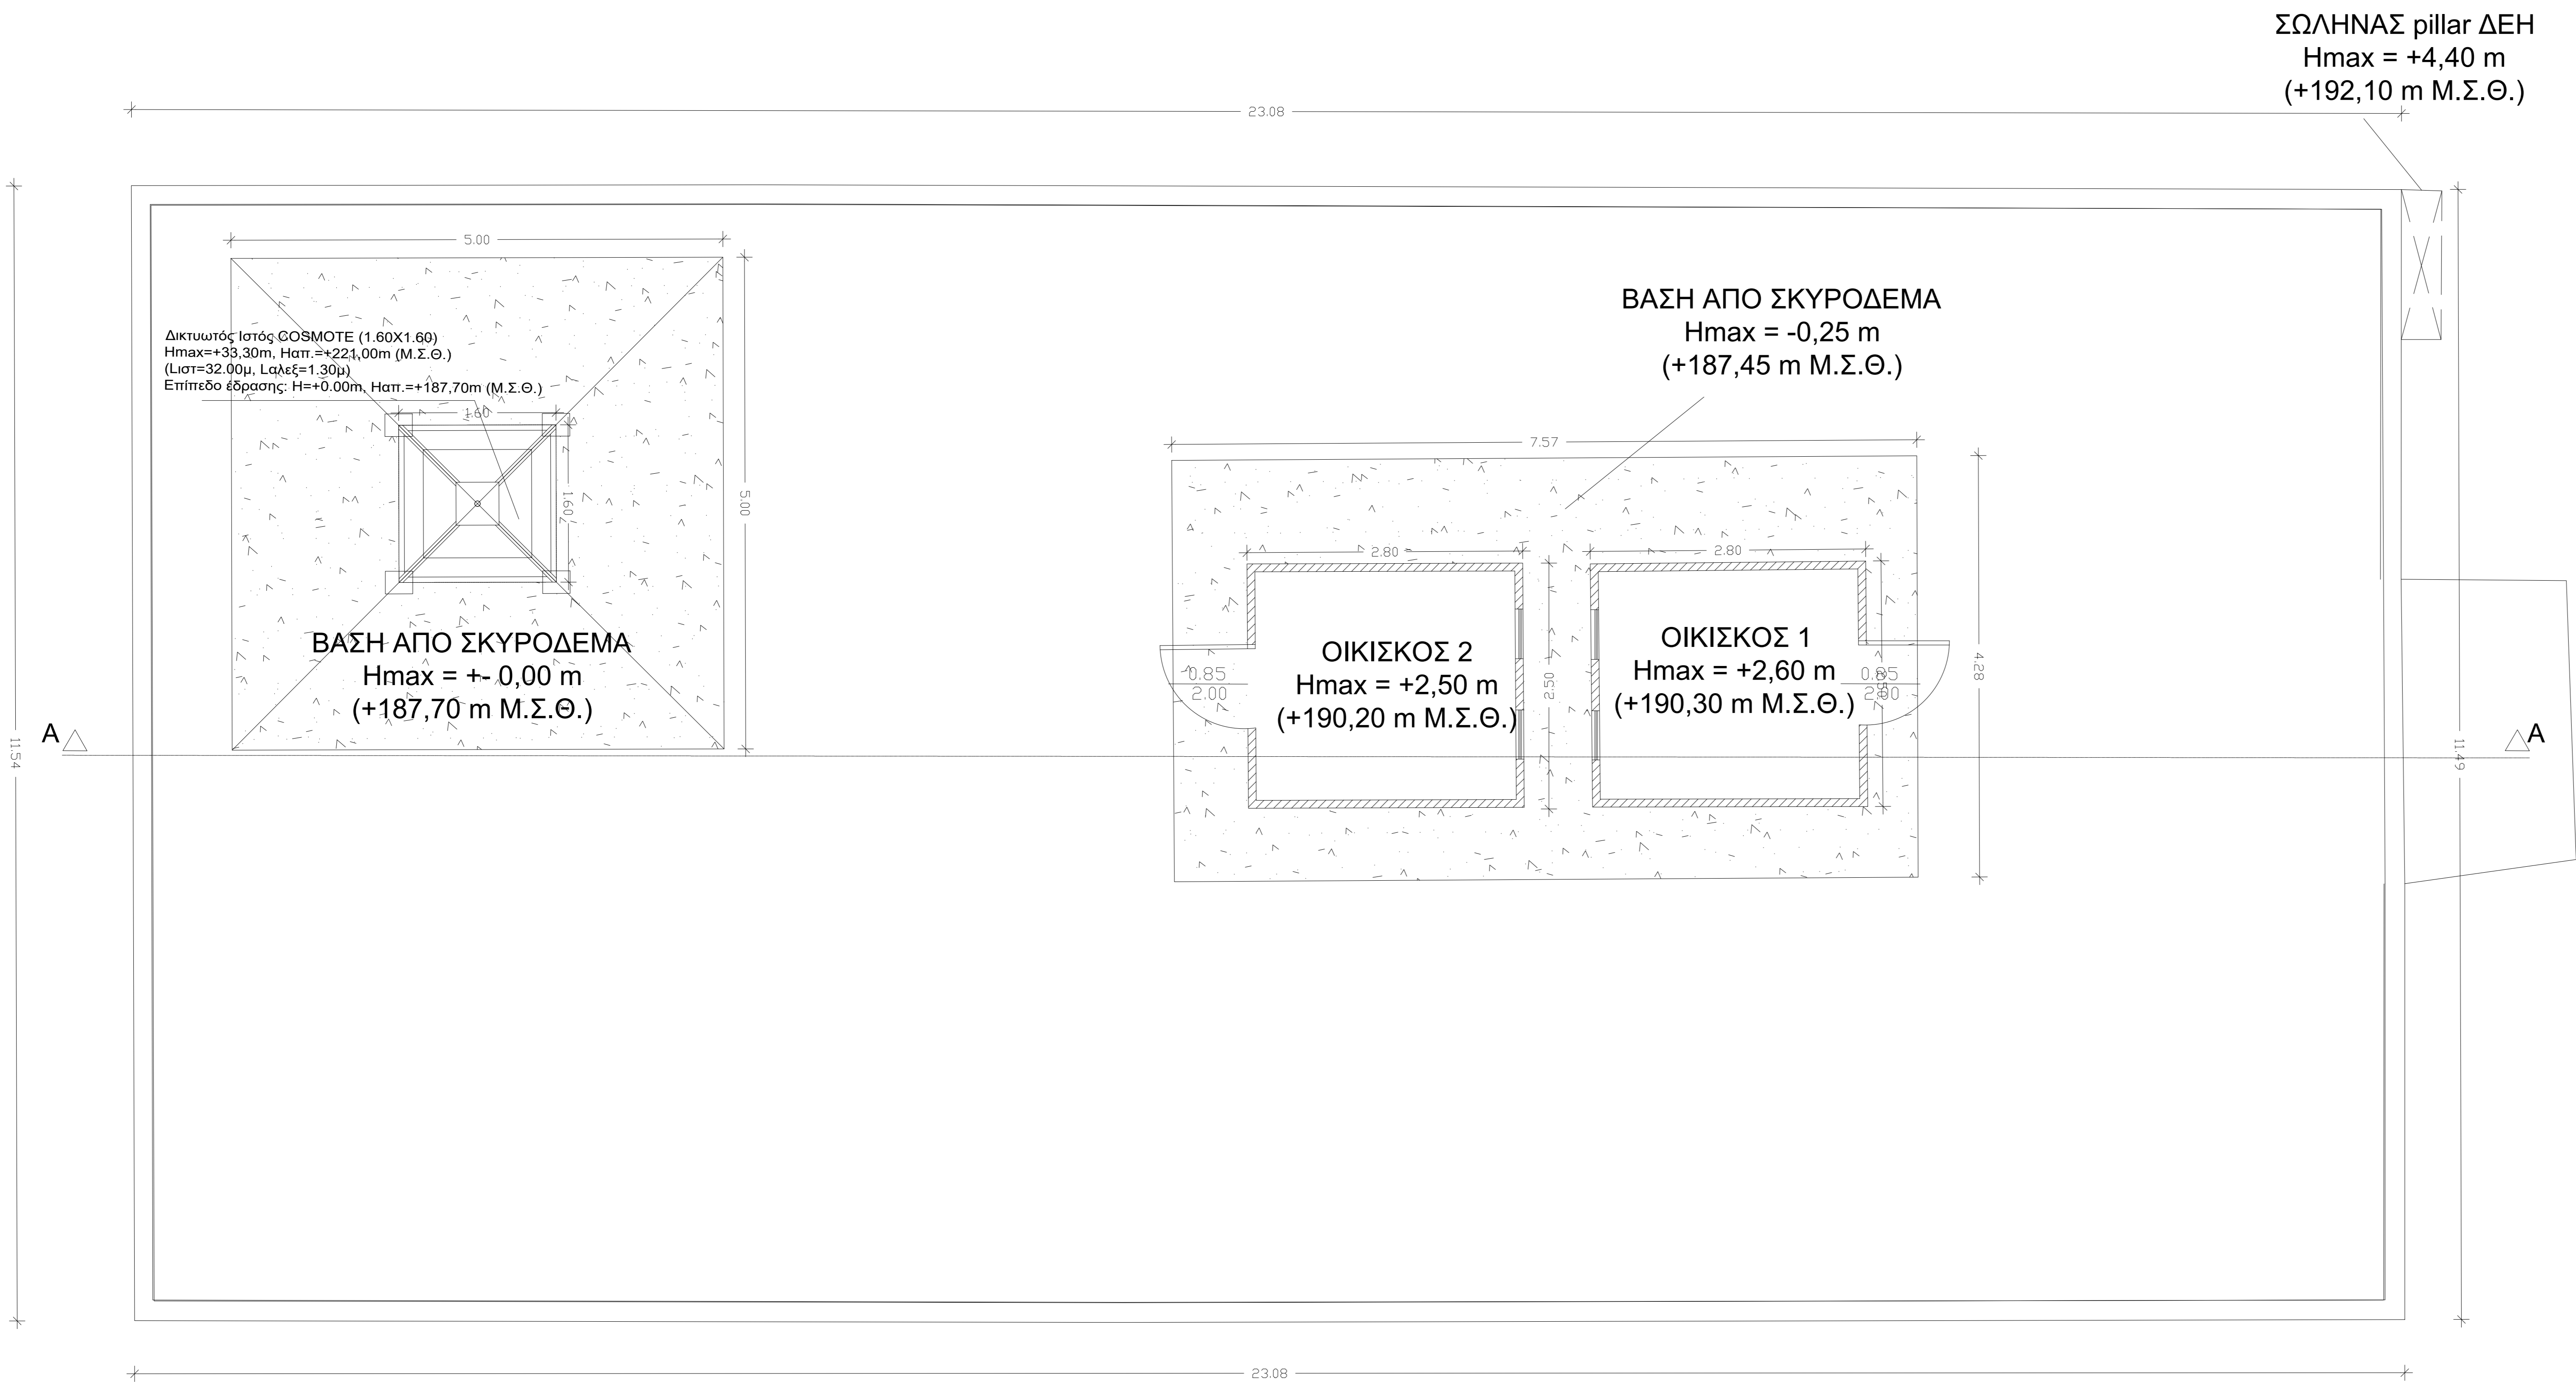 ΣΩΛΗΝΑΣ pillar ΔΕΗ
Hmax = +4,40 m
(+192,10 m Μ.Σ.Θ.)
23.08
5.00
Δικτυωτός Ιστός COSMOTE (1.60X1.60)
Hmax=+33,30m, Ηαπ.=+221,00m (Μ.Σ.Θ.)
(Lιστ=32.00μ, Lαλεξ=1.30μ)
Επίπεδο έδρασης: H=+0.00m, Ηαπ.=+187,70m (Μ.Σ.Θ.)
1.60
1.60
5.00
ΒΑΣΗ ΑΠΟ ΣΚΥΡΟΔΕΜΑ
Hmax = +- 0,00 m
(+187,70 m Μ.Σ.Θ.)
ΒΑΣΗ ΑΠΟ ΣΚΥΡΟΔΕΜΑ
Hmax = -0,25 m
(+187,45 m Μ.Σ.Θ.)
7.57
2.80
2.80
ΟΙΚΙΣΚΟΣ 2
Hmax = +2,50 m
(+190,20 m Μ.Σ.Θ.)
0.85
2.00
2.50
ΟΙΚΙΣΚΟΣ 1
Hmax = +2,60 m
(+190,30 m Μ.Σ.Θ.)
0.85
2.00
4.28
A
A
11.54
11.49
23.08